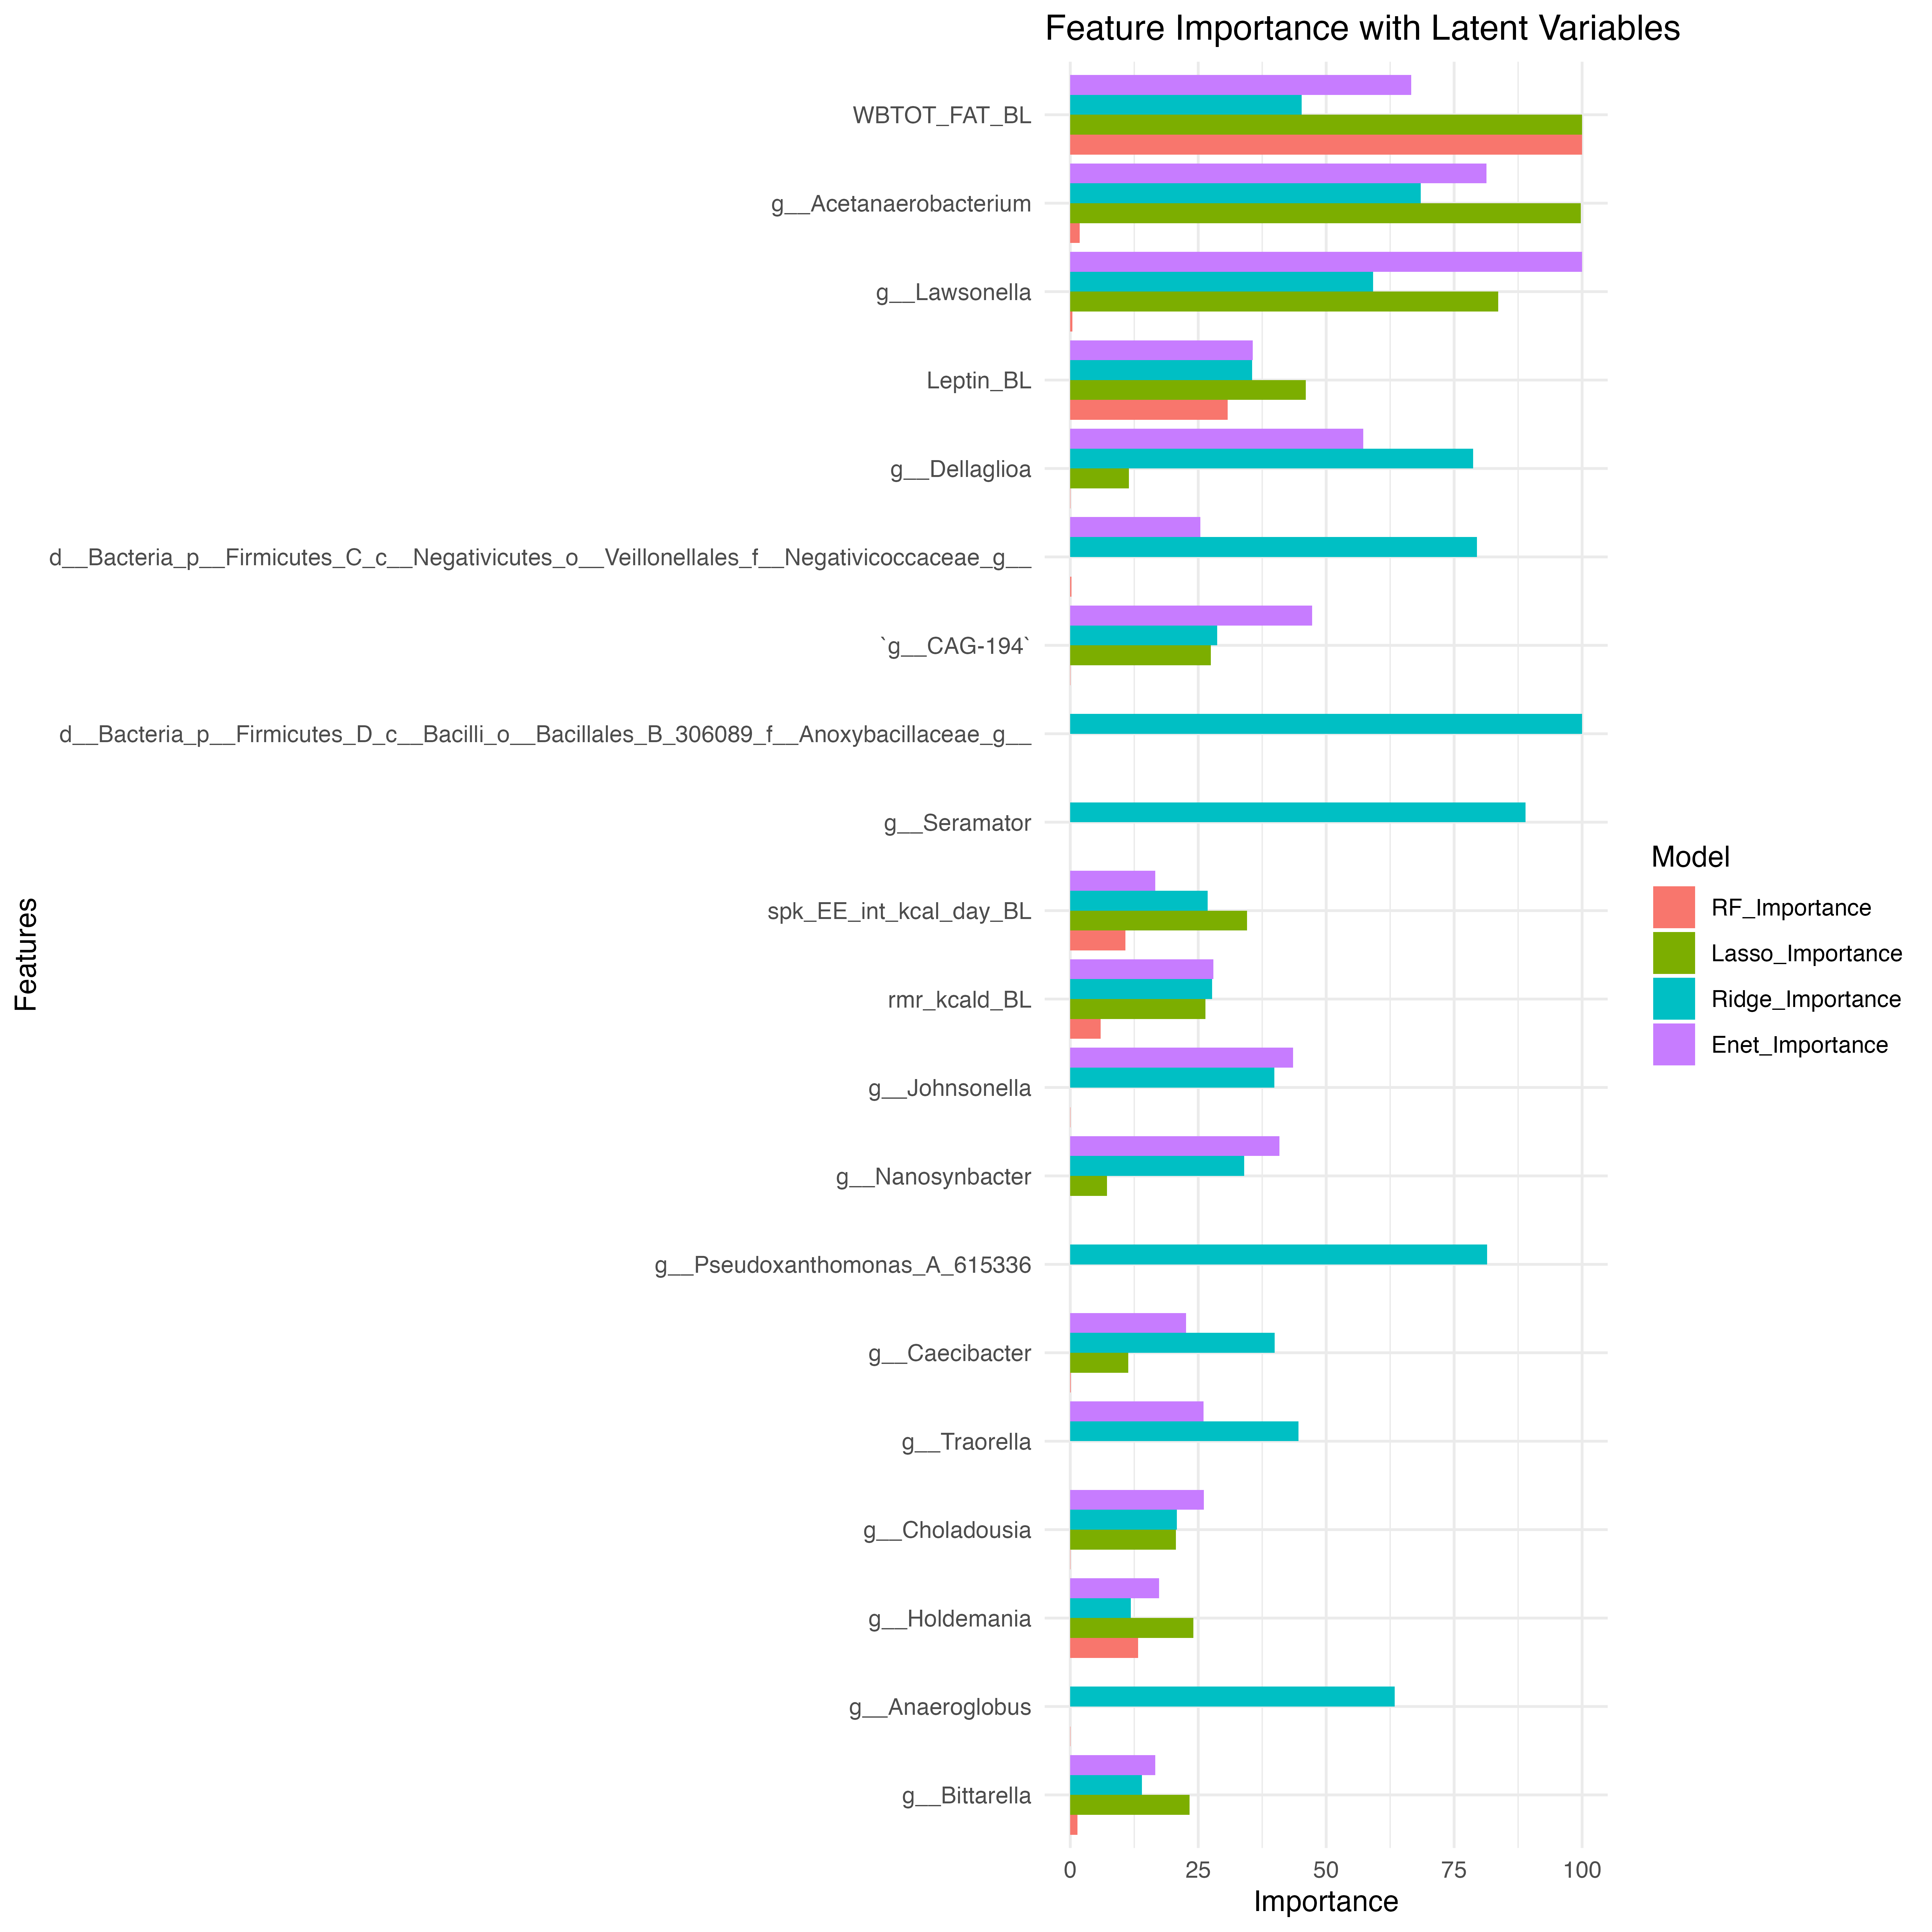 Feature Importance with Latent Variables
WBTOT_FAT_BL
g__Acetanaerobacterium
g__Lawsonella
Leptin_BL
g__Dellaglioa
d__Bacteria_p__Firmicutes_C_c__Negativicutes_o__Veillonellales_f__Negativicoccaceae_g__
`g__CAG-194`
d__Bacteria_p__Firmicutes_D_c__Bacilli_o__Bacillales_B_306089_f__Anoxybacillaceae_g__
g__Seramator
spk_EE_int_kcal_day_BL
rmr_kcald_BL
g__Johnsonella
g__Nanosynbacter
g__Pseudoxanthomonas_A_615336
g__Caecibacter
g__Traorella
g__Choladousia
g__Holdemania
g__Anaeroglobus
g__Bittarella
Features
0 25 50 75 100
Importance
Model
RF_Importance
Lasso_Importance
Ridge_Importance
Enet_Importance